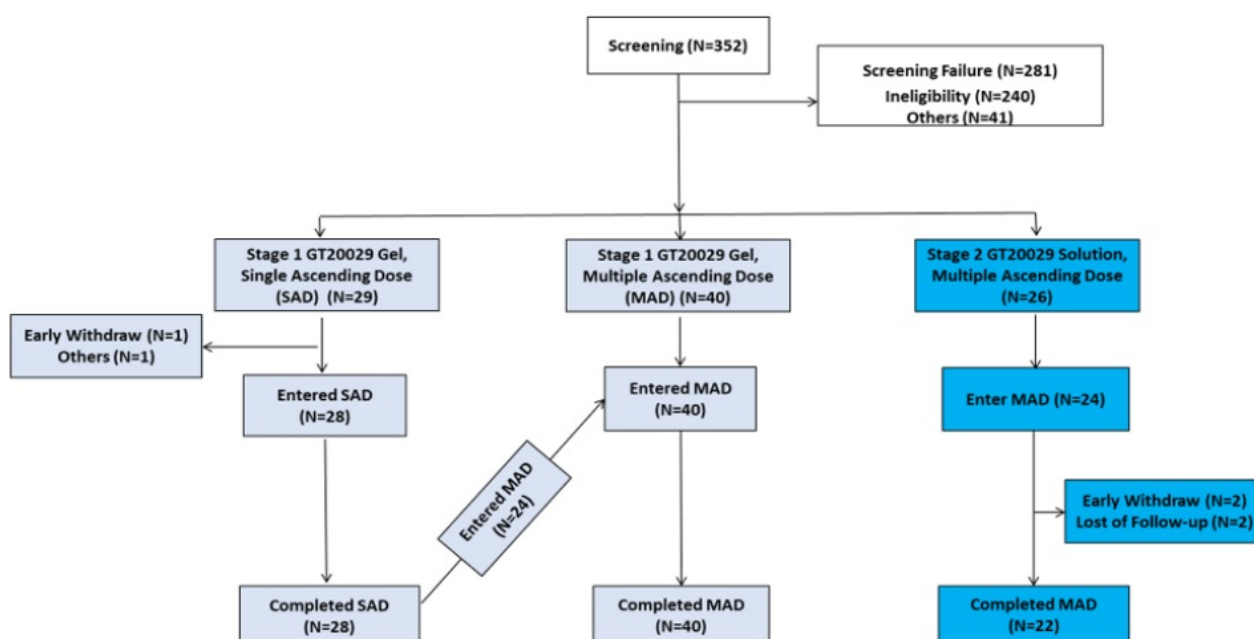 Screening (N=352)
Screening Failure (N=281)
Ineligibility (N=240)
Others (N=41)
Stage 1 GT20029 Gel,
Single Ascending Dose
(SAD) (N=29)
Stage 1 GT20029 Gel,
Multiple Ascending Dose
(MAD) (N=40)
Stage 2 GT20029 Solution,
Multiple Ascending Dose
(N=26)
Early Withdraw (N=1)
Others (N=1)
Entered SAD
(N=28)
Entered MAD
(N=40)
Enter MAD (N=24)
Entered MAD
(N=24)
Early Withdraw (N=2)
Lost of Follow-up (N=2)
Completed SAD
(N=28)
Completed MAD
(N=40)
Completed MAD
(N=22)